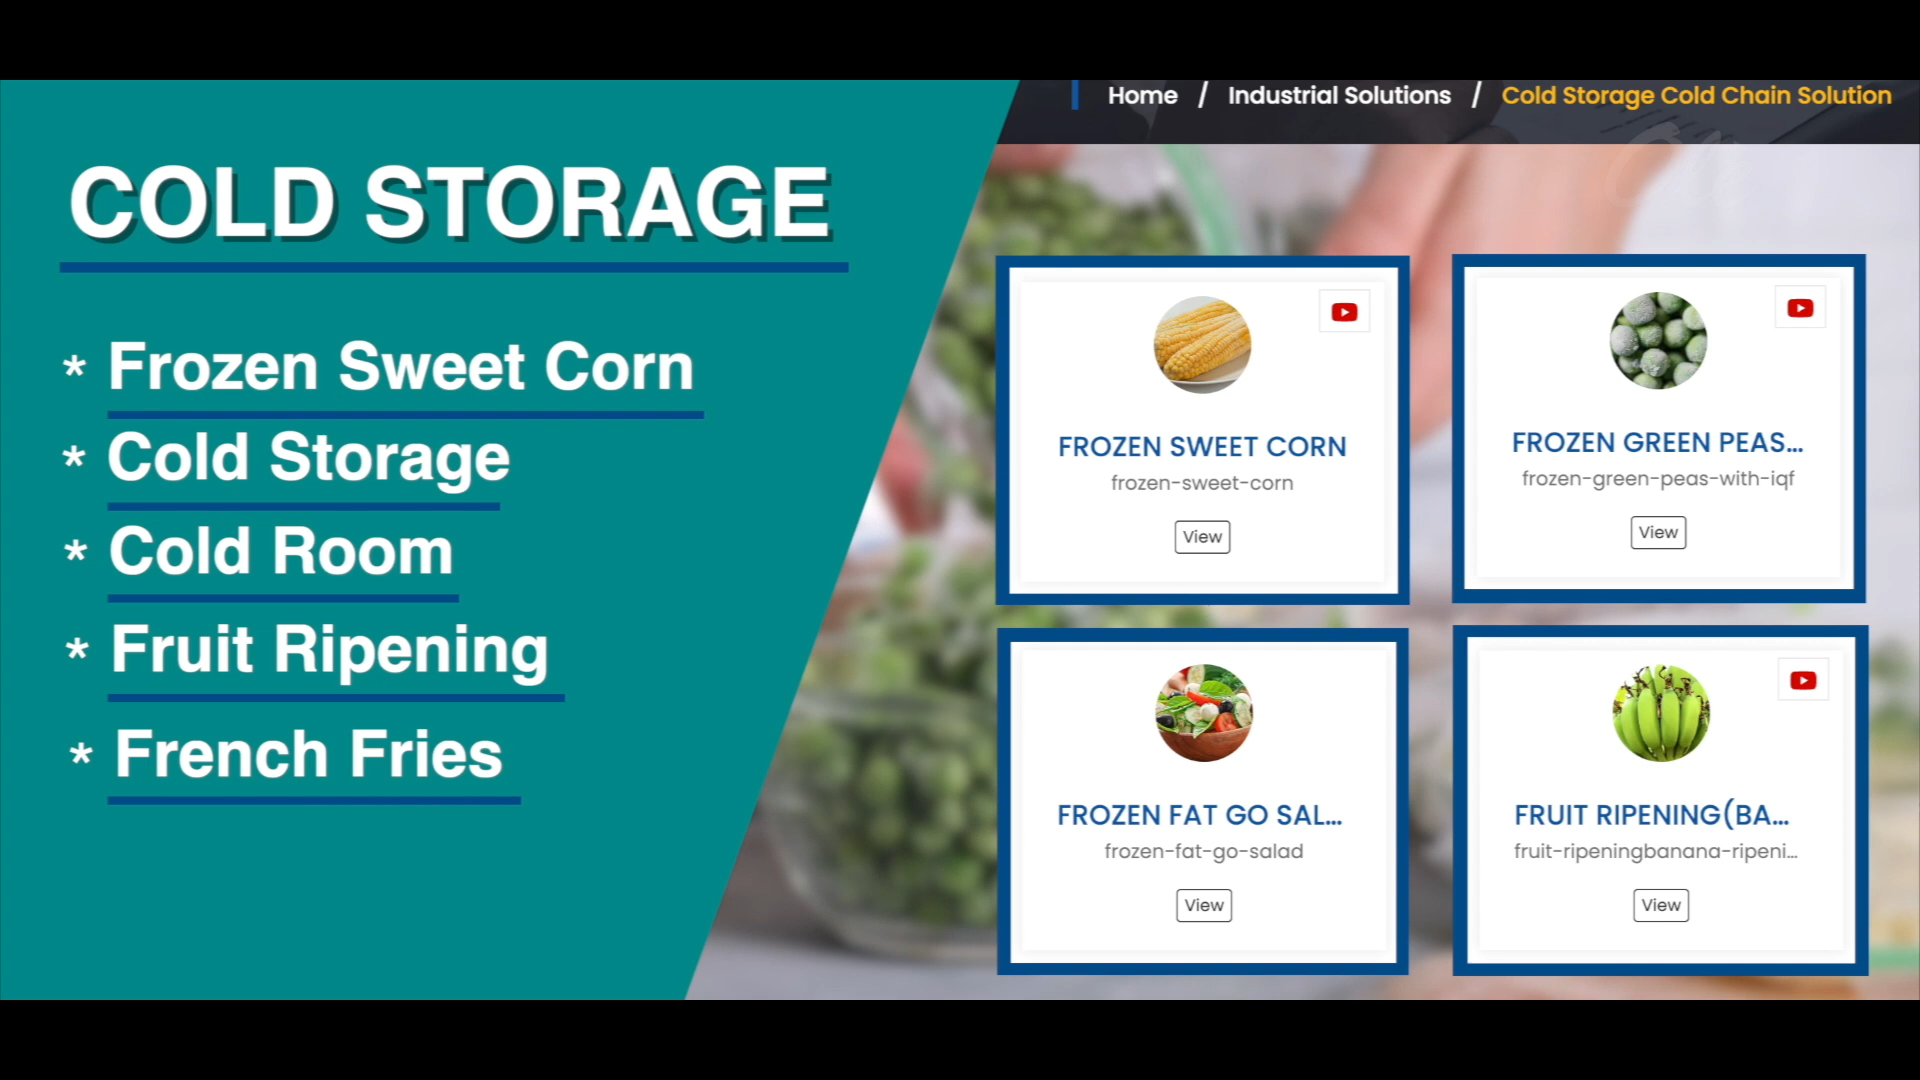 COLD STORAGE
* Frozen Sweet Corn
* Cold Storage
* Cold Room
* Fruit Ripening
* French Fries
Home / Industrial Solutions / Cold Storage Cold Chain Solution
FROZEN SWEET CORN
frozen-sweet-corn
View
FROZEN GREEN PEAS...
frozen-green-peas-with-iqf
View
FROZEN FAT GO SAL...
frozen-fat-go-salad
View
FRUIT RIPENING(BA...
fruit-ripeningbanana-ripeni...
View